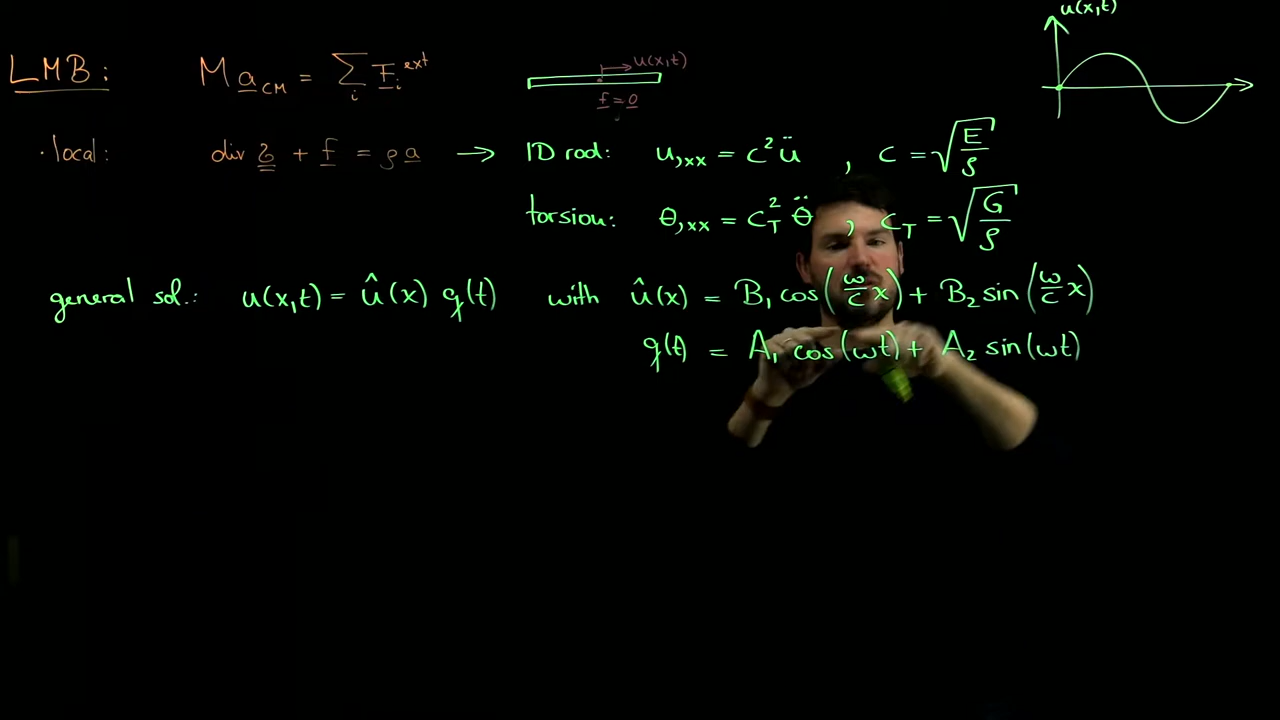 u(x,t)
LMB: M a_CM = ∑_i F_i^ext
u(x,t)
f = 0
· local: div σ + f = ρ a → 1D rod: u,xx = c² ü , c = √(E/ρ)
torsion: θ,xx = c_T² θ̈ , c_T = √(G/ρ)
general sol.: u(x,t) = û(x) q(t) with û(x) = B₁ cos(ω/c x) + B₂ sin(ω/c x)
q(t) = A₁ cos(ωt) + A₂ sin(ωt)